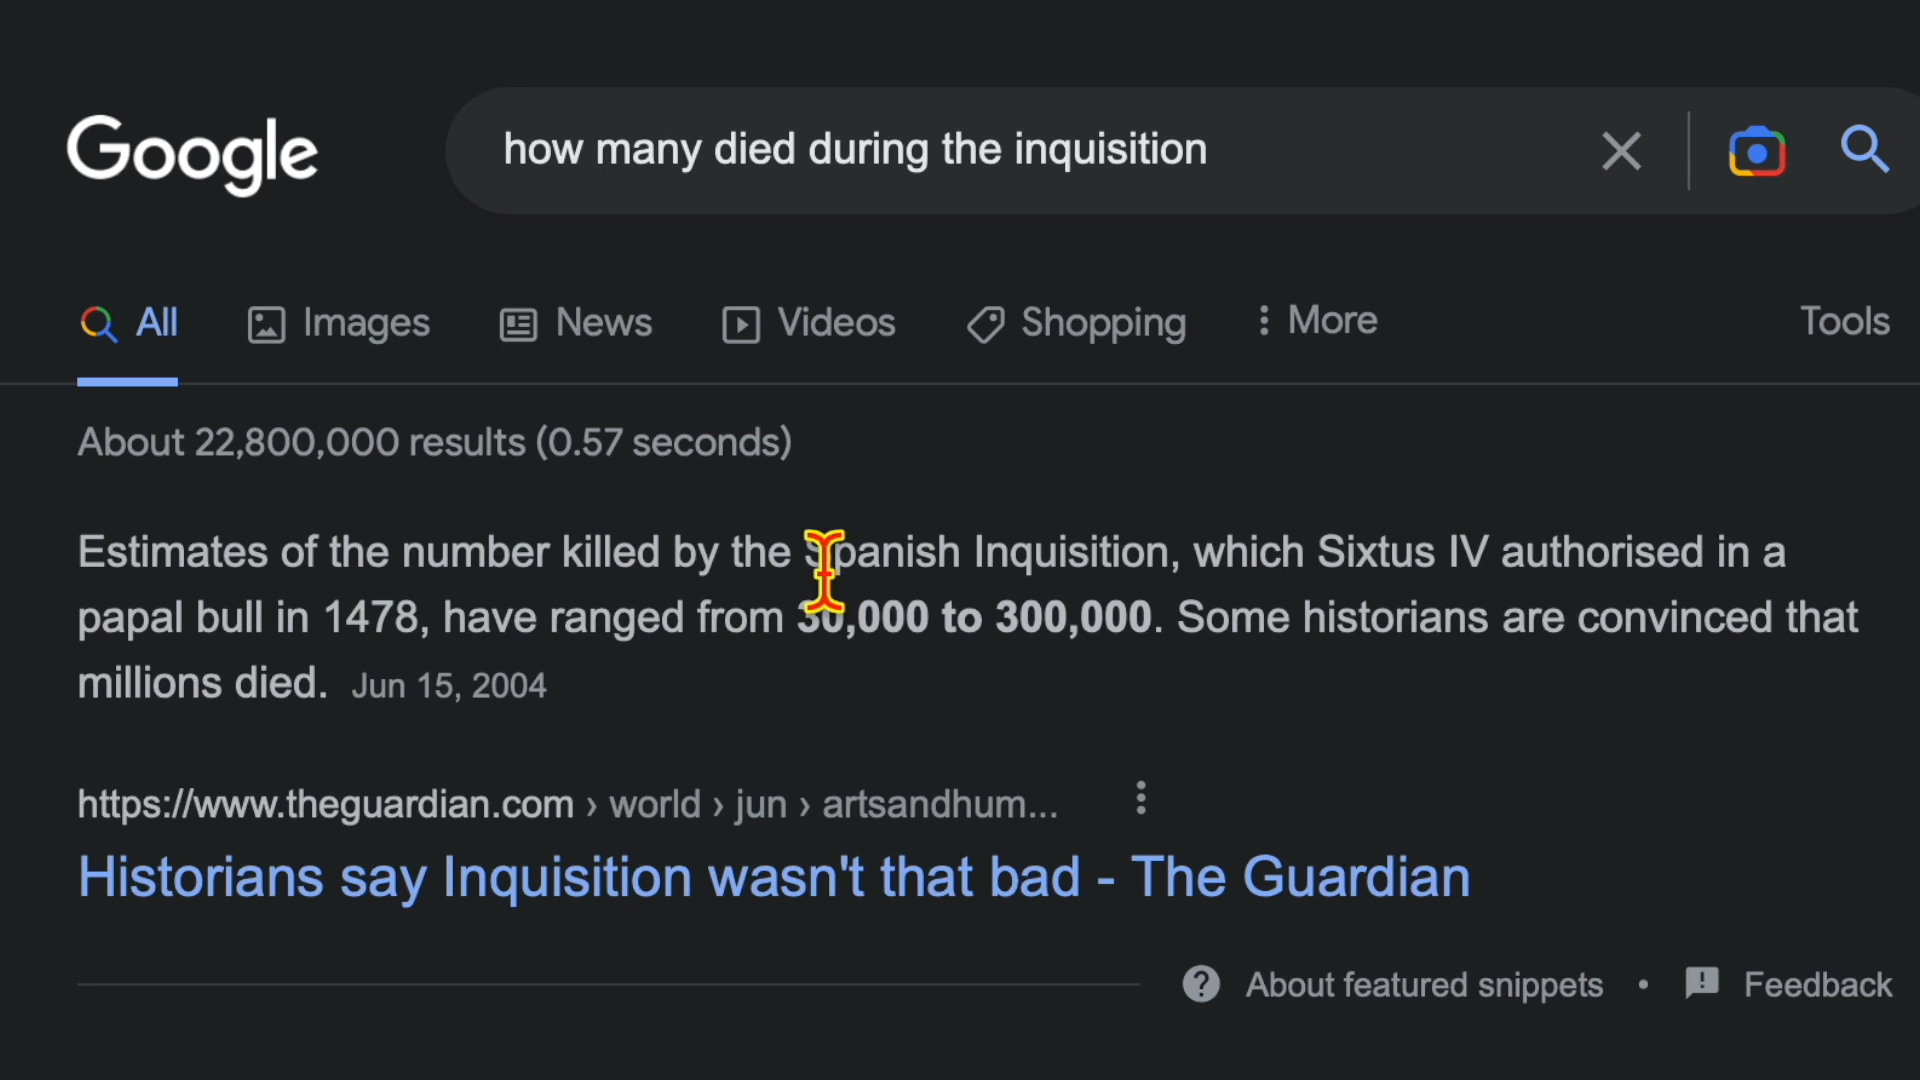 Google
how many died during the inquisition
All Images News Videos Shopping More Tools
About 22,800,000 results (0.57 seconds)
Estimates of the number killed by the Spanish Inquisition, which Sixtus IV authorised in a
papal bull in 1478, have ranged from 30,000 to 300,000. Some historians are convinced that
millions died. Jun 15, 2004
https://www.theguardian.com › world › jun › artsandhum...
Historians say Inquisition wasn't that bad - The Guardian
About featured snippets • Feedback